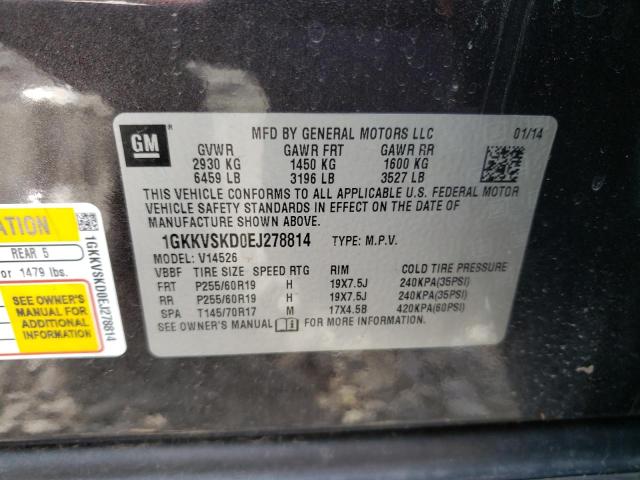 GM
MFD BY GENERAL MOTORS LLC 01/14
GVWR GAWR FRT GAWR RR
2930 KG 1450 KG 1600 KG
6459 LB 3196 LB 3527 LB
THIS VEHICLE CONFORMS TO ALL APPLICABLE U.S. FEDERAL MOTOR
VEHICLE SAFETY STANDARDS IN EFFECT ON THE DATE OF
MANUFACTURE SHOWN ABOVE.
1GKKVSKD0EJ278814 TYPE: M.P.V.
MODEL: V14526
VBBF TIRE SIZE SPEED RTG RIM COLD TIRE PRESSURE
FRT P255/60R19 H 19X7.5J 240KPA(35PSI)
RR P255/60R19 H 19X7.5J 240KPA(35PSI)
SPA T145/70R17 M 17X4.5B 420KPA(60PSI)
SEE OWNER'S MANUAL FOR MORE INFORMATION.
ATION
REAR 5
or 1479 lbs.
SEE OWNER'S
MANUAL FOR
ADDITIONAL
INFORMATION
1GKKVSKD0EJ278814